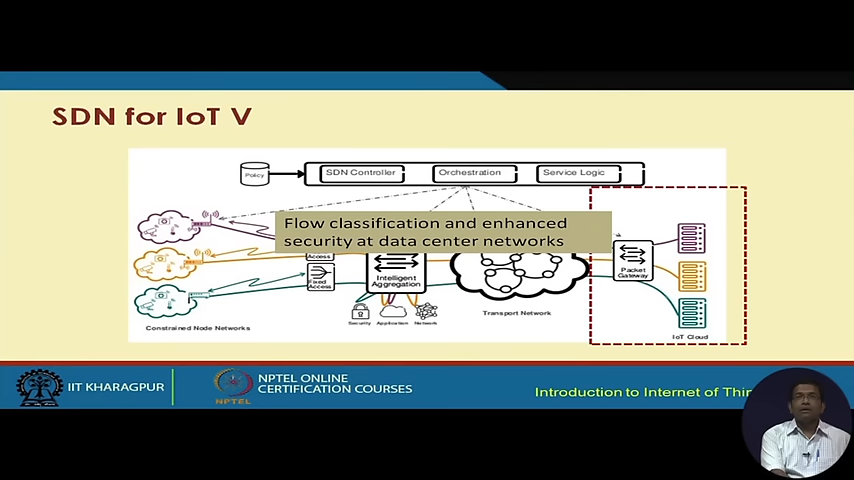 SDN for IoT V
Policy
SDN Controller
Orchestration
Service Logic
Flow classification and enhanced
security at data center networks
Access
Fixed
Access
Intelligent
Aggregation
Packet
Gateway
Security
Application
Network
Transport Network
Constrained Node Networks
IoT Cloud
IIT KHARAGPUR
NPTEL
NPTEL ONLINE
CERTIFICATION COURSES
Introduction to Internet of Thin